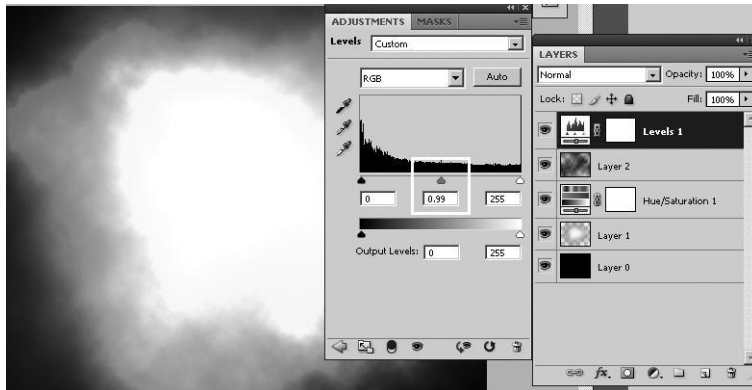 ADJUSTMENTS MASKS
Levels Custom
RGB Auto
0 0.99 255
Output Levels: 0 255
LAYERS
Normal Opacity: 100%
Lock: Fill: 100%
Levels 1
Layer 2
Hue/Saturation 1
Layer 1
Layer 0
fx.